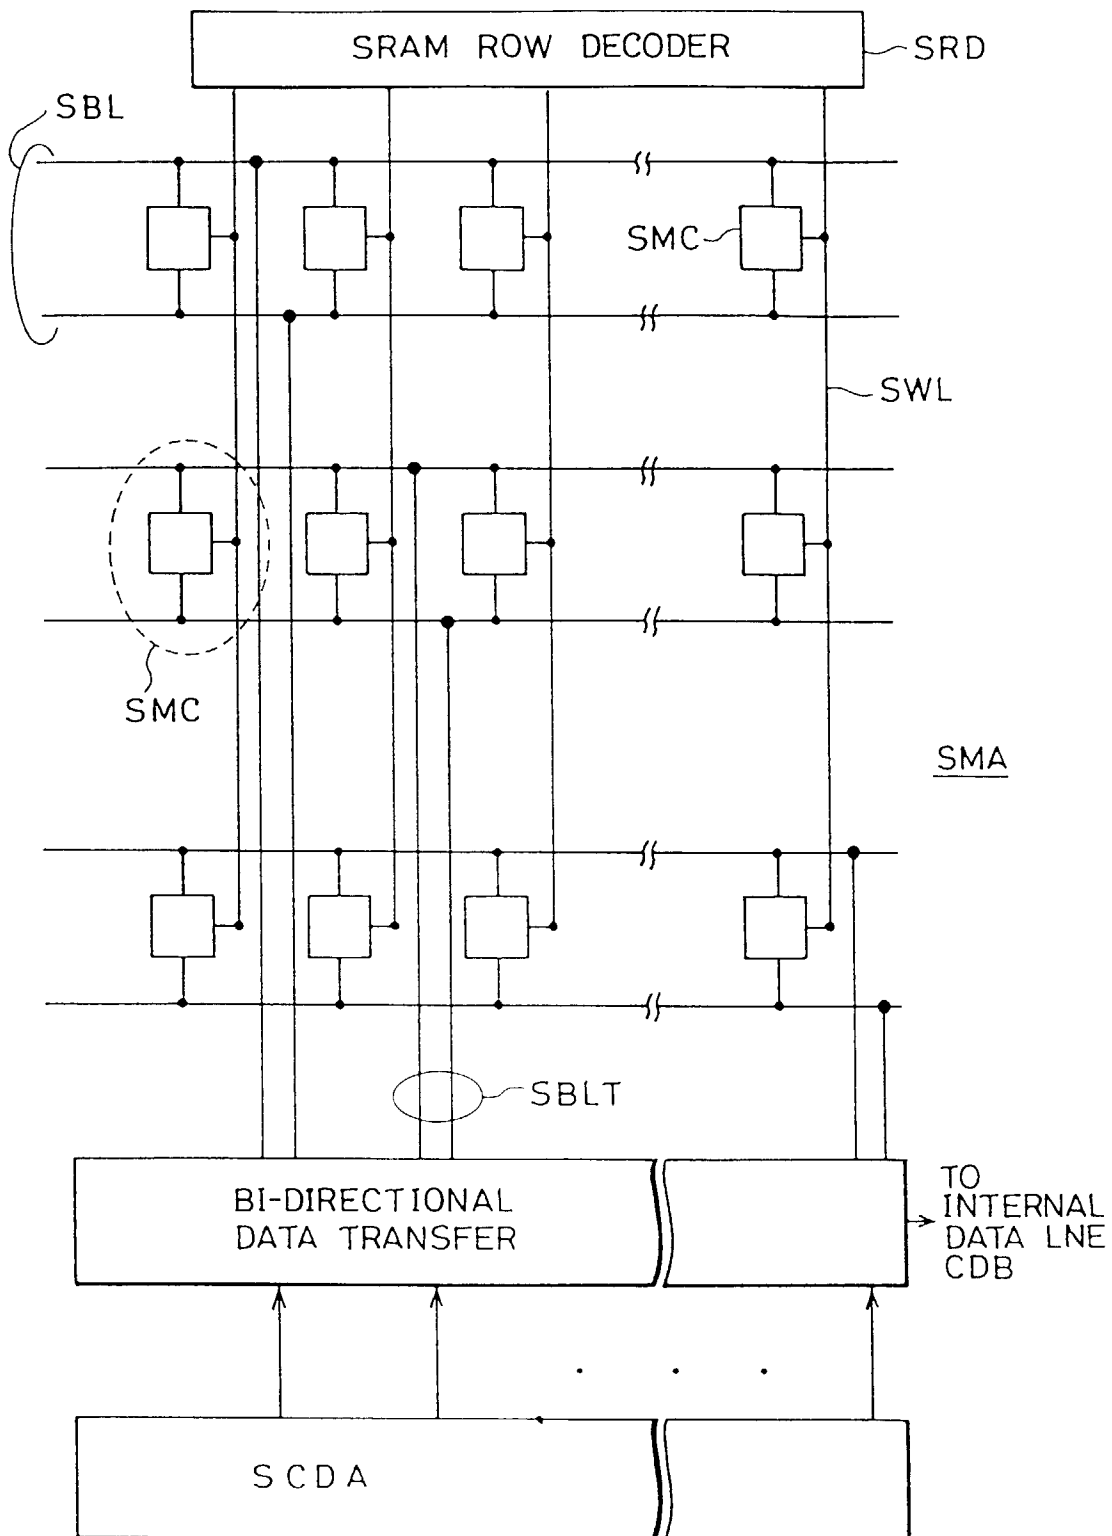 SRAM ROW DECODER
SRD
SBL
SMC
SWL
SMC
SMA
SBLT
BI-DIRECTIONAL
DATA TRANSFER
TO
INTERNAL
DATA LNE
CDB
SCDA